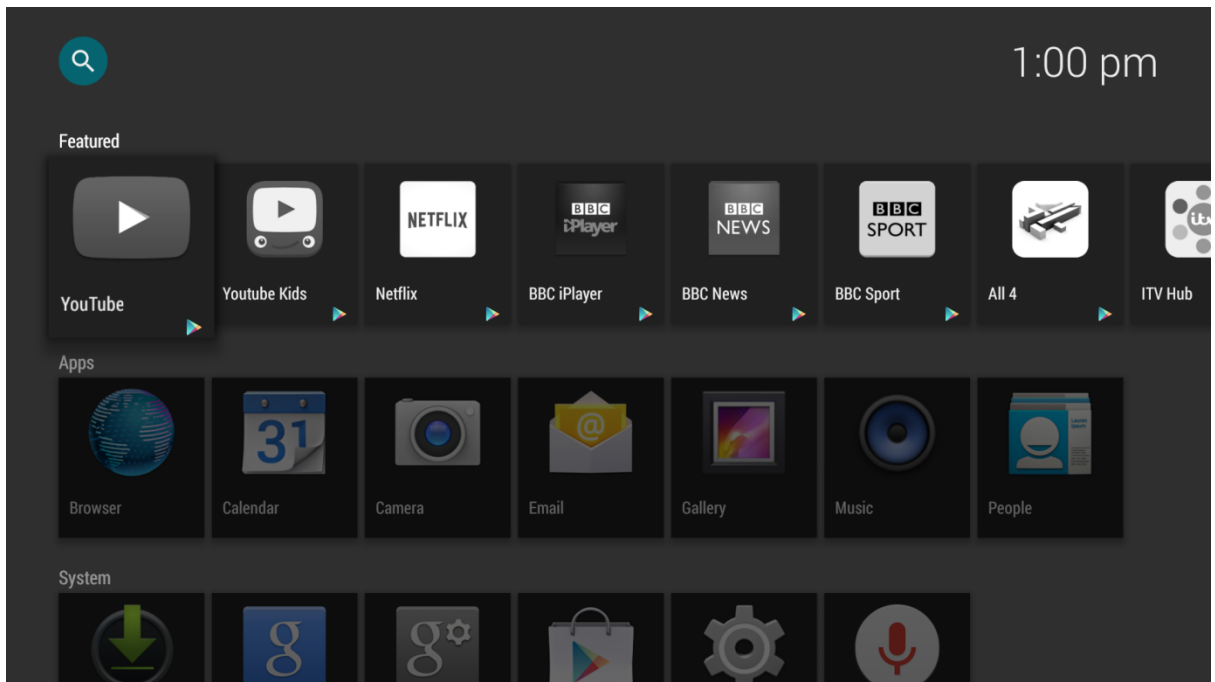 1:00 pm
Featured
NETFLIX
BBC
iPlayer
BBC
NEWS
BBC
SPORT
itv
YouTube
Youtube Kids
Netflix
BBC iPlayer
BBC News
BBC Sport
All 4
ITV Hub
Apps
31
@
Browser
Calendar
Camera
Email
Gallery
Music
People
System
g
g